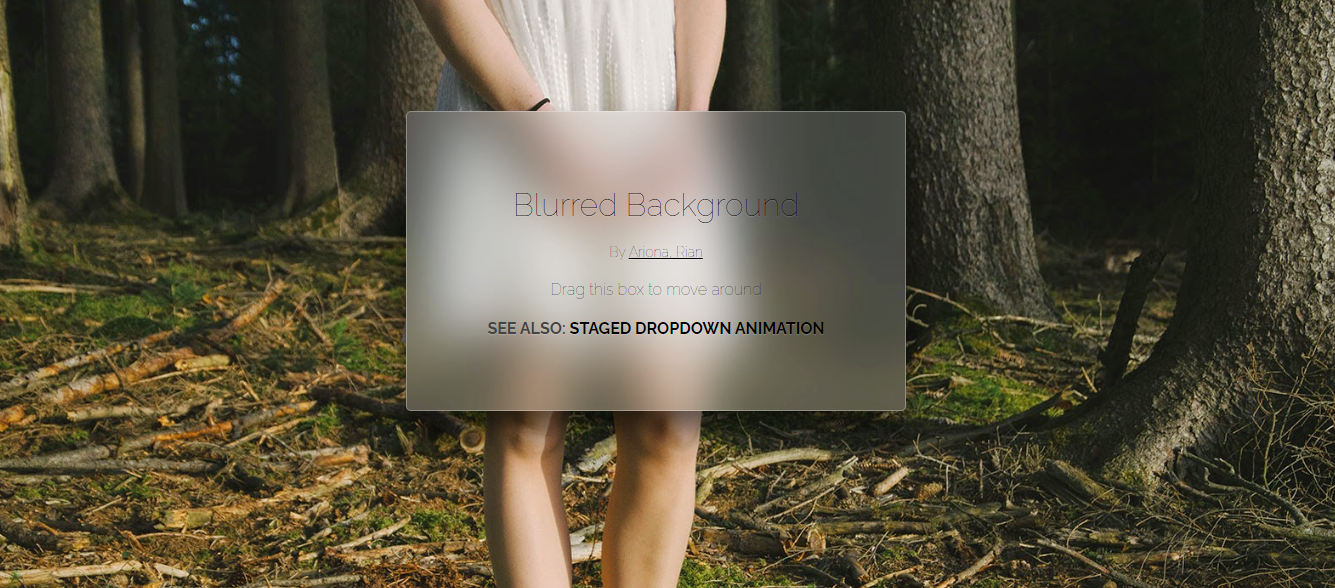 Blurred Background
By Ariona, Rian
Drag this box to move around
SEE ALSO: STAGED DROPDOWN ANIMATION